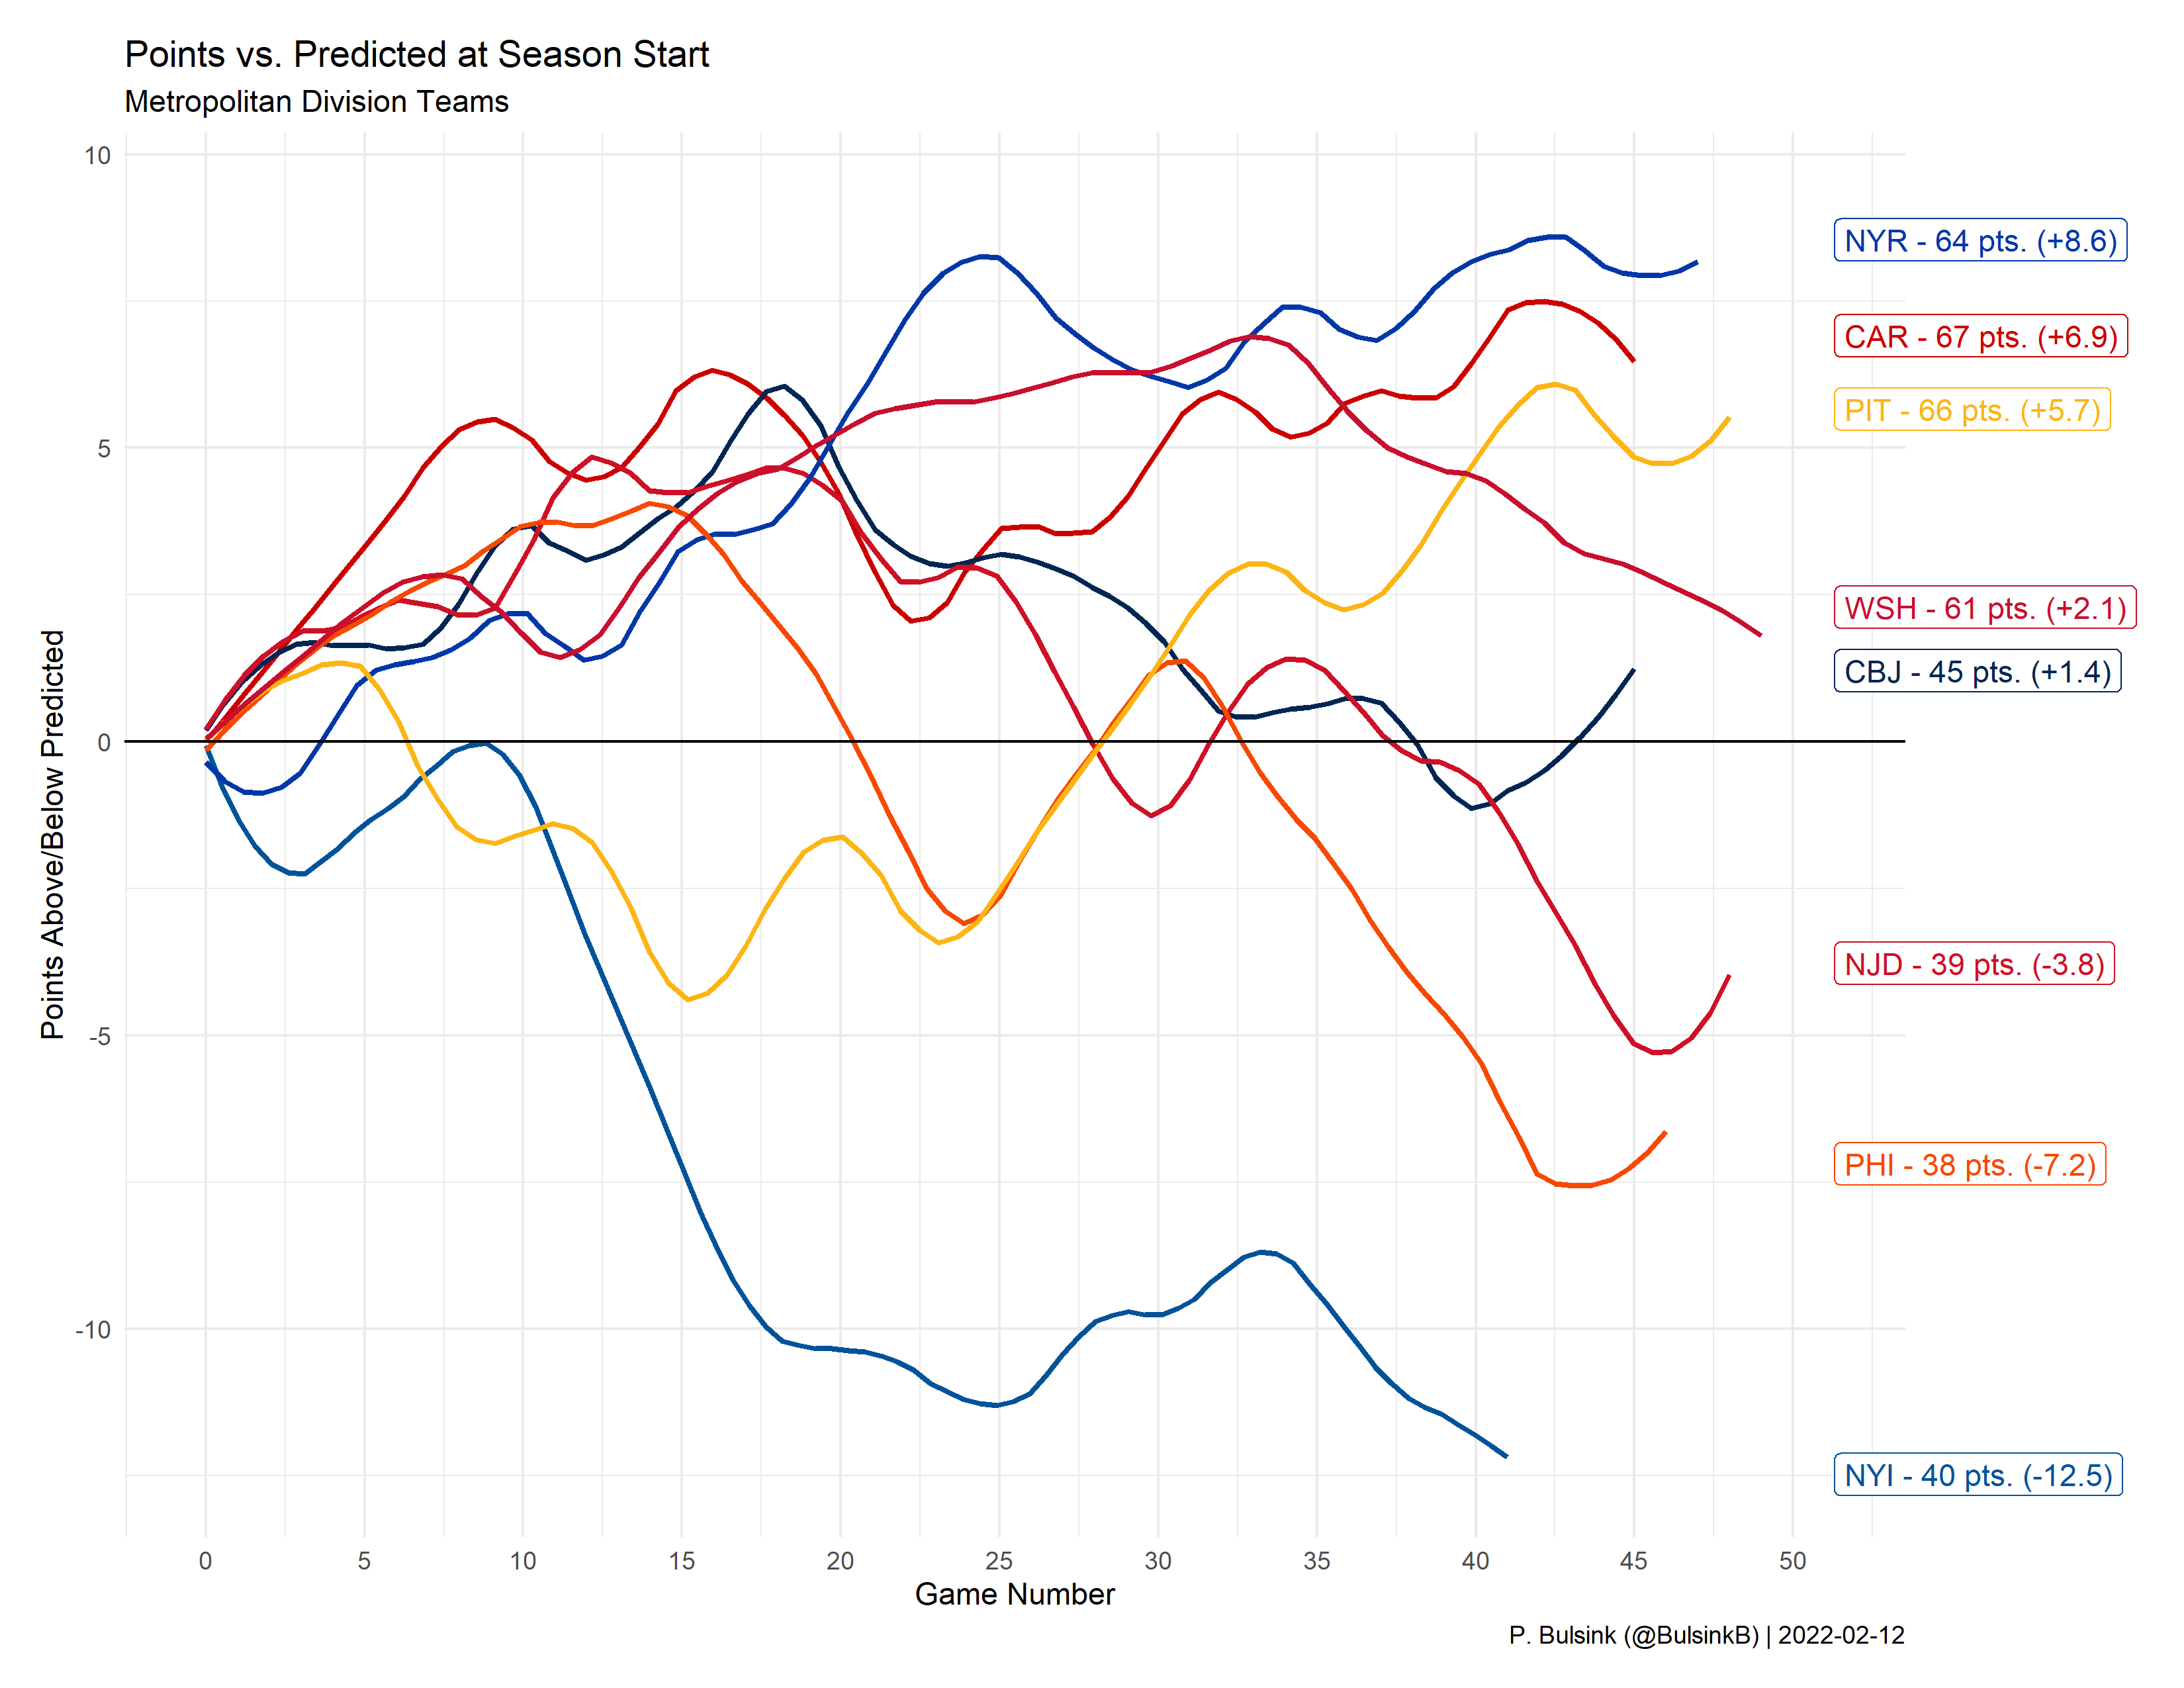 Points vs. Predicted at Season Start
Metropolitan Division Teams
Points Above/Below Predicted
10
5
0
-5
-10
NYR - 64 pts. (+8.6)
CAR - 67 pts. (+6.9)
PIT - 66 pts. (+5.7)
WSH - 61 pts. (+2.1)
CBJ - 45 pts. (+1.4)
NJD - 39 pts. (-3.8)
PHI - 38 pts. (-7.2)
NYI - 40 pts. (-12.5)
0 5 10 15 20 25 30 35 40 45 50
Game Number
P. Bulsink (@BulsinkB) | 2022-02-12